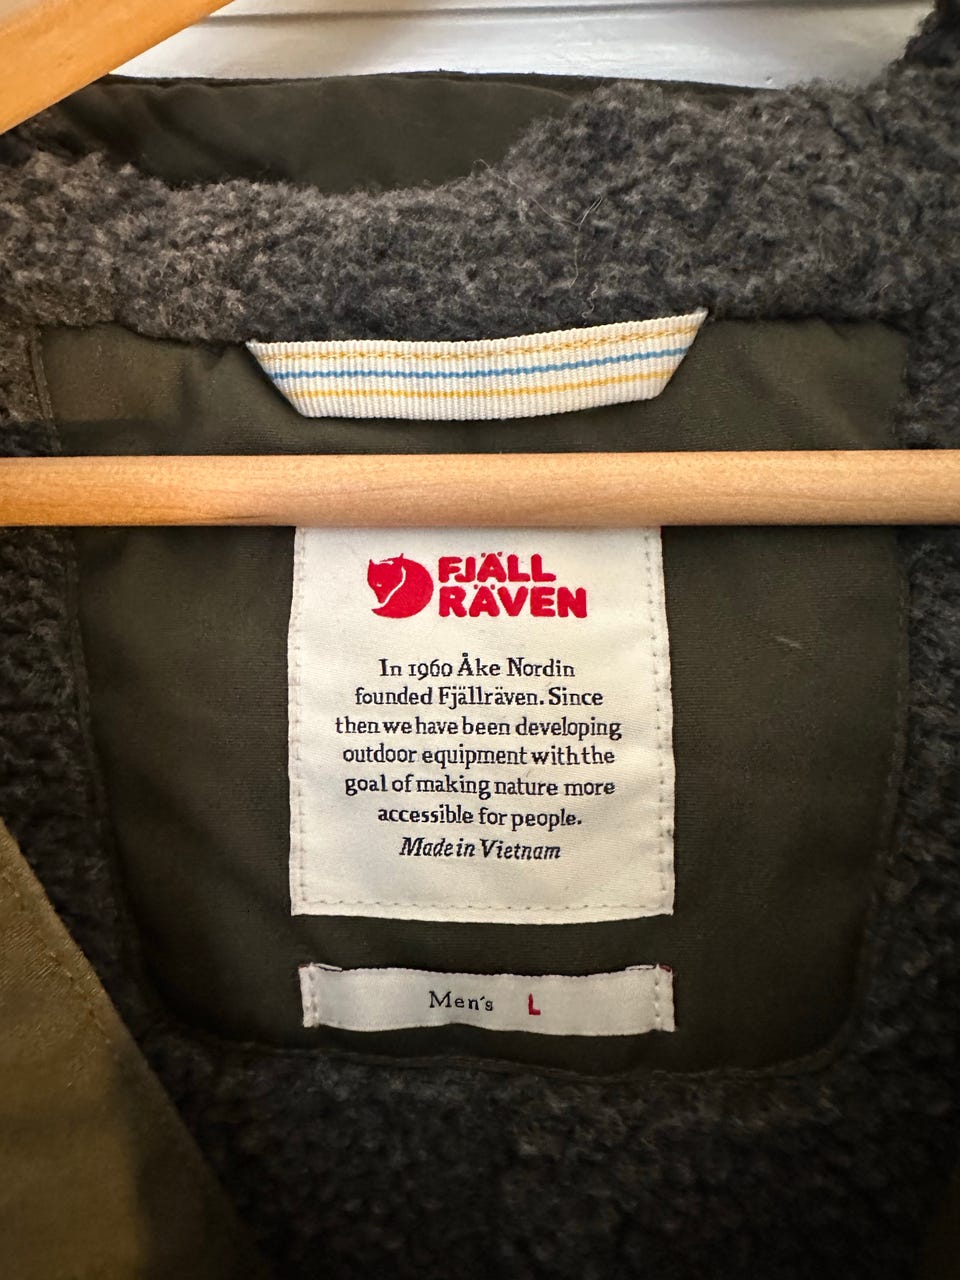 FJÄLL
RÄVEN
In 1960 Åke Nordin
founded Fjällräven. Since
then we have been developing
outdoor equipment with the
goal of making nature more
accessible for people.
Made in Vietnam
Men's L